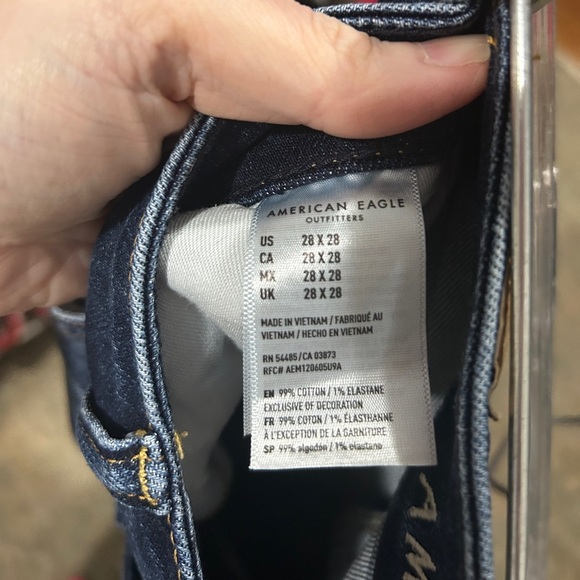 AMERICAN EAGLE
OUTFITTERS
US 28 X 28
CA 28 X 28
MX 28 X 28
UK 28 X 28
MADE IN VIETNAM / FABRIQUÉ AU
VIETNAM / HECHO EN VIETNAM
RN 54485/CA 03873
RFC# AEM120605U9A
EN 99% COTTON / 1% ELASTANE
EXCLUSIVE OF DECORATION
FR 99% COTON / 1% ÉLASTHANNE
À L'EXCEPTION DE LA GARNITURE
SP 99% algodón / 1% elastano
AM